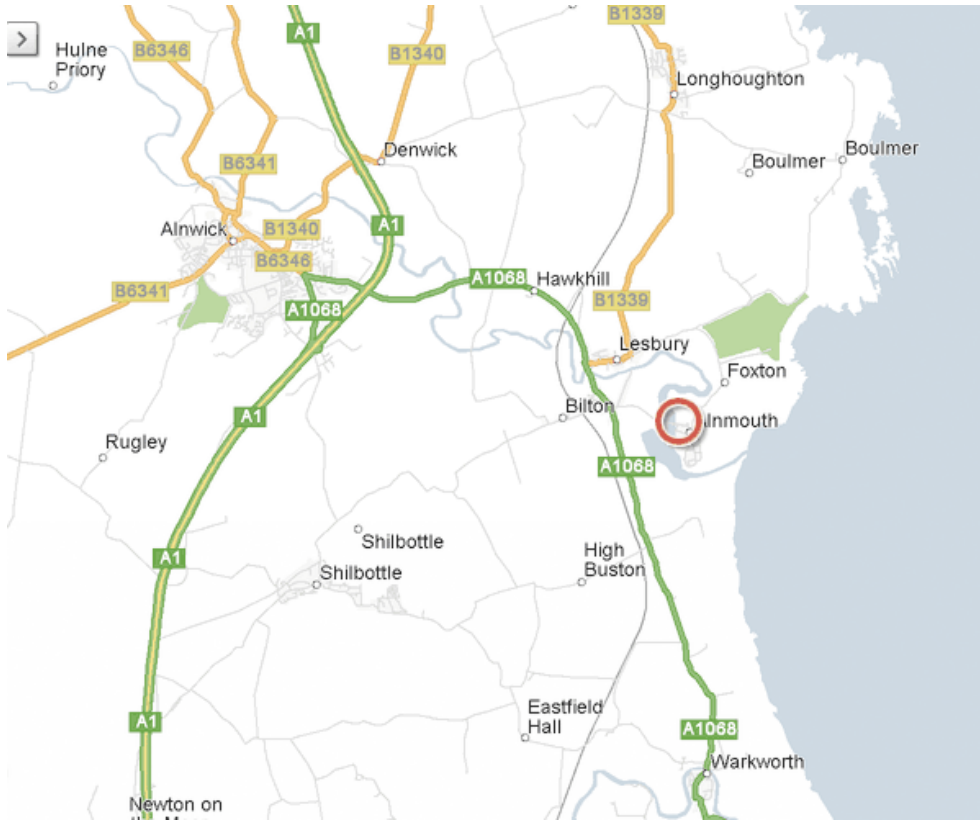 A1
B1339
B6346
B1340
Hulne
Priory
Longhoughton
Denwick
Boulmer
Boulmer
B6341
A1
Alnwick
B1340
B6346
A1068
Hawkhill
B6341
B1339
A1068
Lesbury
Foxton
Bilton
A1
lnmouth
Rugley
A1068
Shilbottle
High
Buston
A1
Shilbottle
Eastfield
Hall
A1
A1068
Warkworth
Newton on